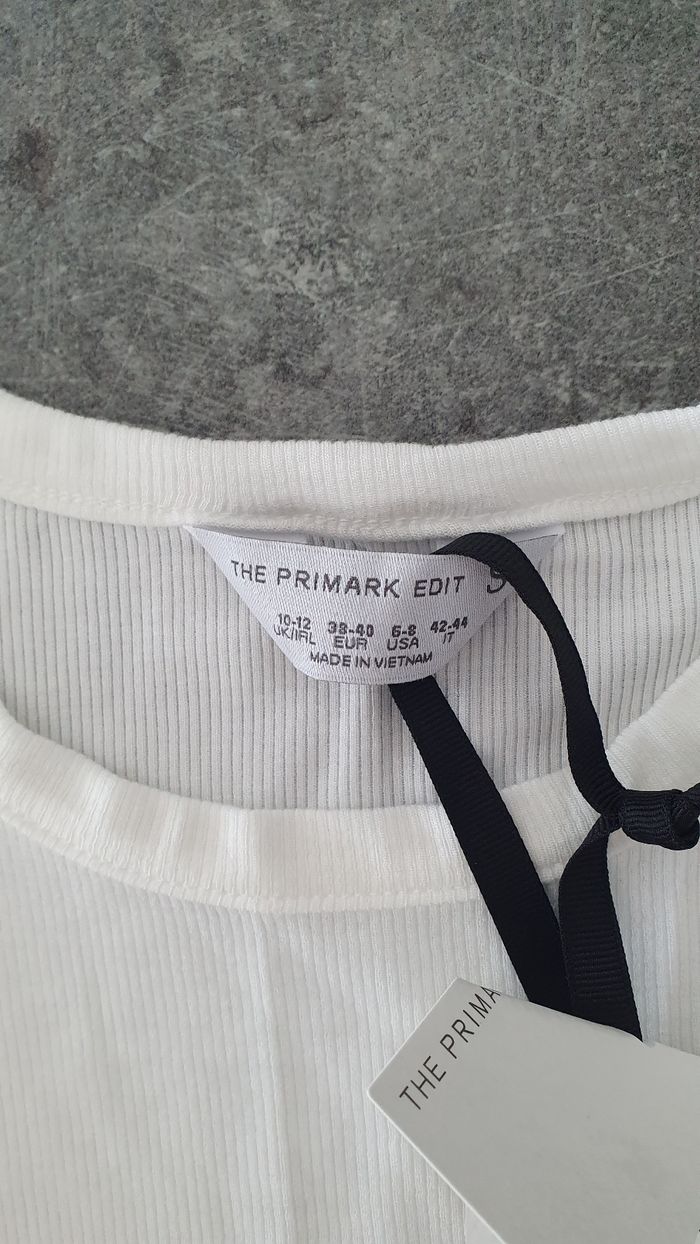 THE PRIMARK EDIT S
10-12 38-40 6-8 42-44
UK/IRL EUR USA IT
MADE IN VIETNAM
THE PRIMA